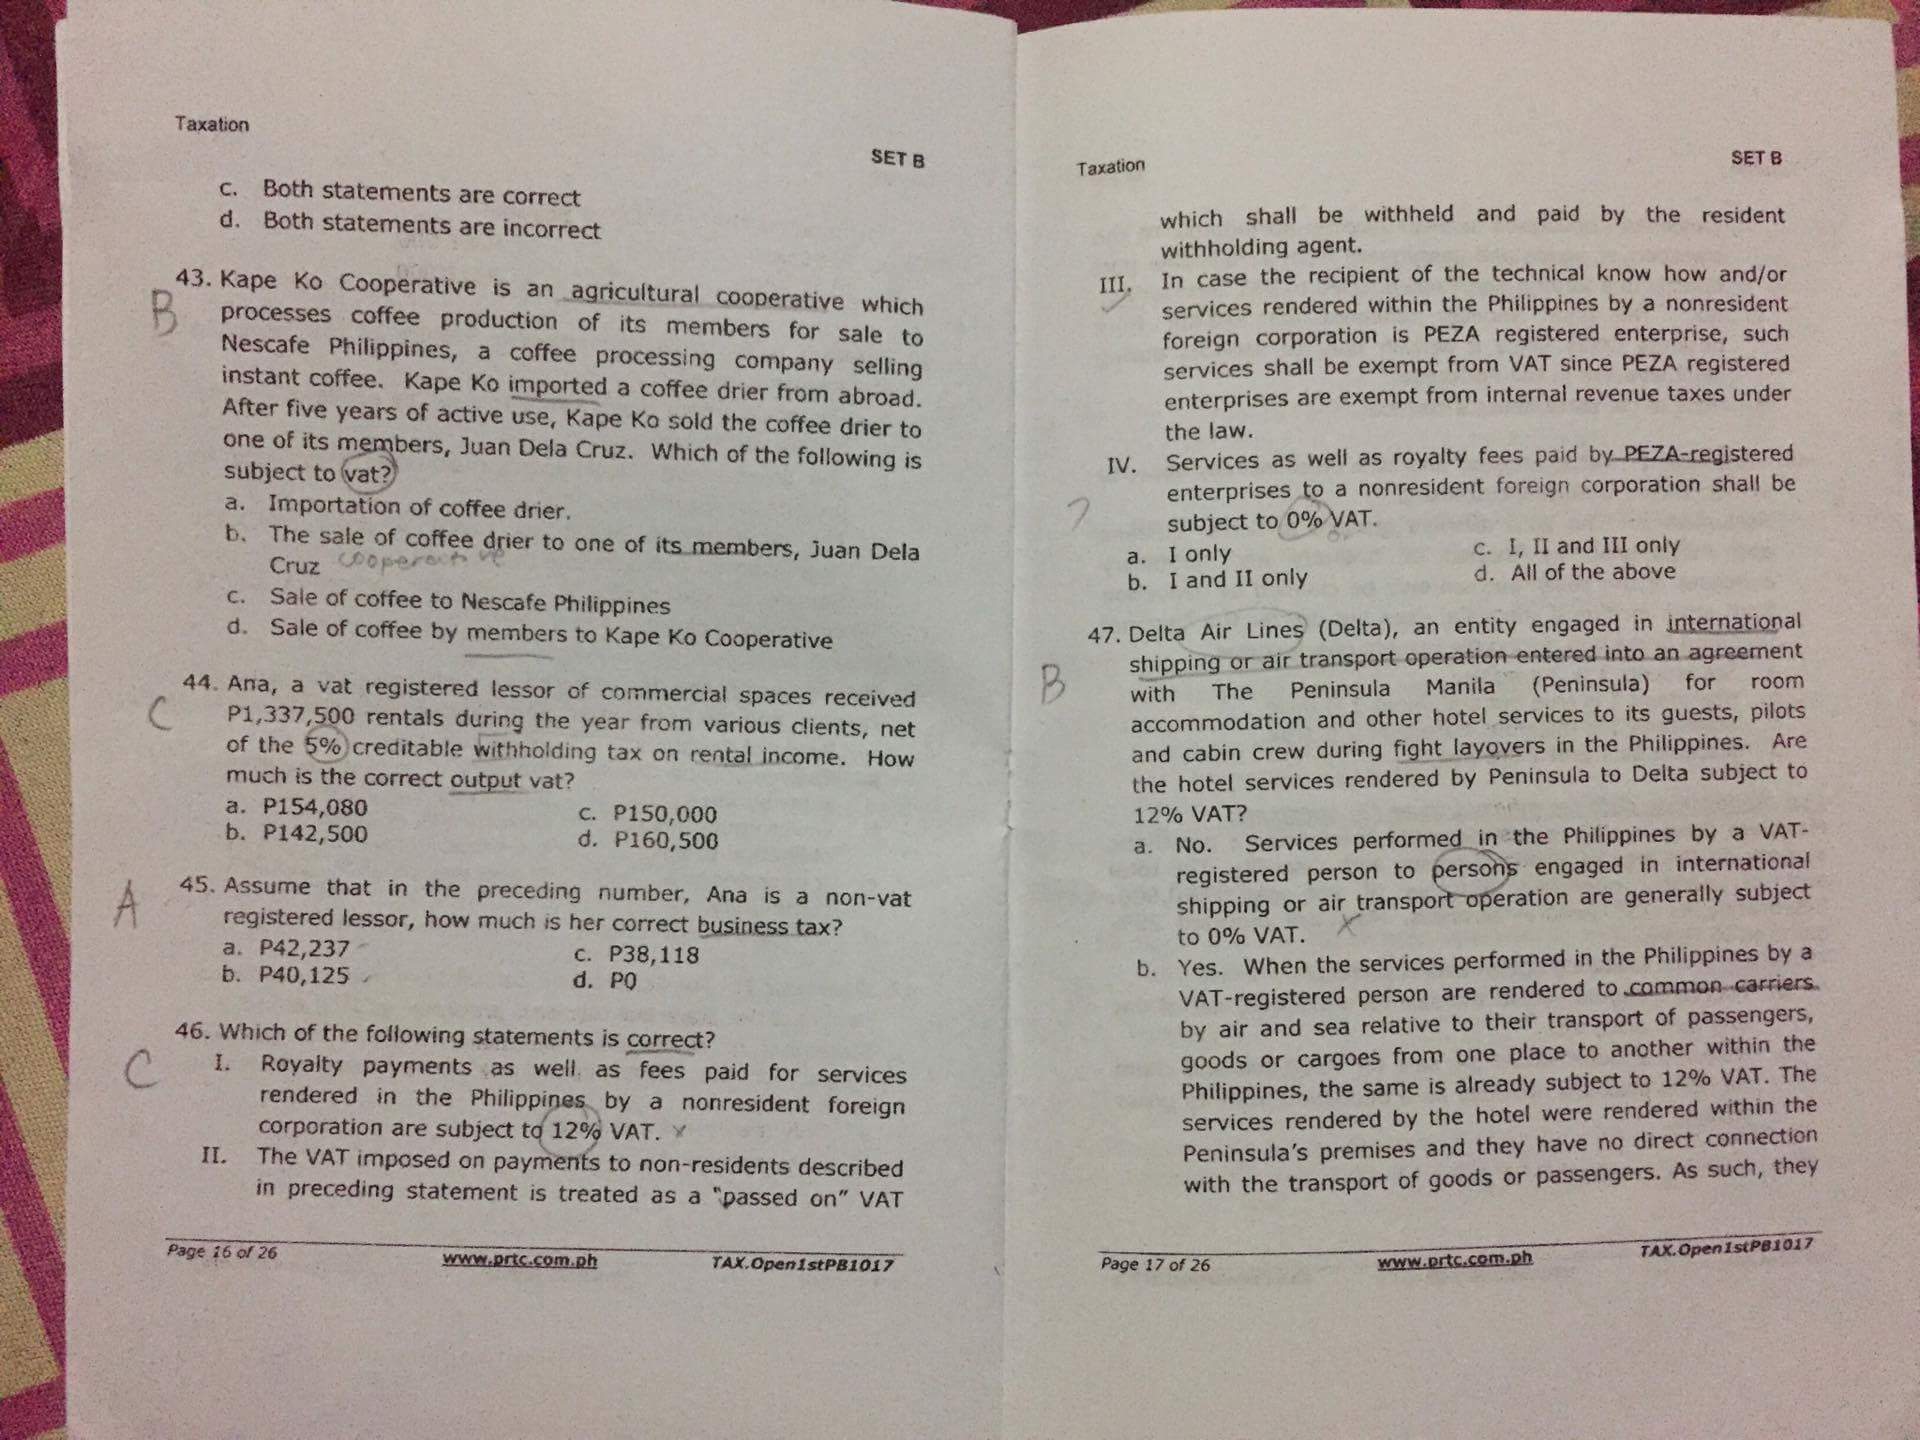 Taxation
SET B
c. Both statements are correct
d. Both statements are incorrect
B
43. Kape Ko Cooperative is an agricultural cooperative which
processes coffee production of its members for sale to
Nescafe Philippines, a coffee processing company selling
instant coffee. Kape Ko imported a coffee drier from abroad.
After five years of active use, Kape Ko sold the coffee drier to
one of its members, Juan Dela Cruz. Which of the following is
subject to vat?
a. Importation of coffee drier.
b. The sale of coffee drier to one of its members, Juan Dela
Cruz cooperative
c. Sale of coffee to Nescafe Philippines
d. Sale of coffee by members to Kape Ko Cooperative
C
44. Ana, a vat registered lessor of commercial spaces received
P1,337,500 rentals during the year from various clients, net
of the 5% creditable withholding tax on rental income. How
much is the correct output vat?
a. P154,080 c. P150,000
b. P142,500 d. P160,500
A
45. Assume that in the preceding number, Ana is a non-vat
registered lessor, how much is her correct business tax?
a. P42,237 c. P38,118
b. P40,125 d. P0
C
46. Which of the following statements is correct?
I. Royalty payments as well as fees paid for services
rendered in the Philippines by a nonresident foreign
corporation are subject to 12% VAT. x
II. The VAT imposed on payments to non-residents described
in preceding statement is treated as a "passed on" VAT
Page 16 of 26 www.prtc.com.ph TAX.Open1stPB1017
Taxation
SET B
which shall be withheld and paid by the resident
withholding agent.
III. In case the recipient of the technical know how and/or
services rendered within the Philippines by a nonresident
foreign corporation is PEZA registered enterprise, such
services shall be exempt from VAT since PEZA registered
enterprises are exempt from internal revenue taxes under
the law.
IV. Services as well as royalty fees paid by PEZA-registered
enterprises to a nonresident foreign corporation shall be
? subject to 0% VAT.
a. I only c. I, II and III only
b. I and II only d. All of the above
B
47. Delta Air Lines (Delta), an entity engaged in international
shipping or air transport operation entered into an agreement
with The Peninsula Manila (Peninsula) for room
accommodation and other hotel services to its guests, pilots
and cabin crew during fight layovers in the Philippines. Are
the hotel services rendered by Peninsula to Delta subject to
12% VAT?
a. No. Services performed in the Philippines by a VAT-
registered person to persons engaged in international
shipping or air transport operation are generally subject
to 0% VAT. x
b. Yes. When the services performed in the Philippines by a
VAT-registered person are rendered to common carriers
by air and sea relative to their transport of passengers,
goods or cargoes from one place to another within the
Philippines, the same is already subject to 12% VAT. The
services rendered by the hotel were rendered within the
Peninsula's premises and they have no direct connection
with the transport of goods or passengers. As such, they
Page 17 of 26 www.prtc.com.ph TAX.Open1stPB1017